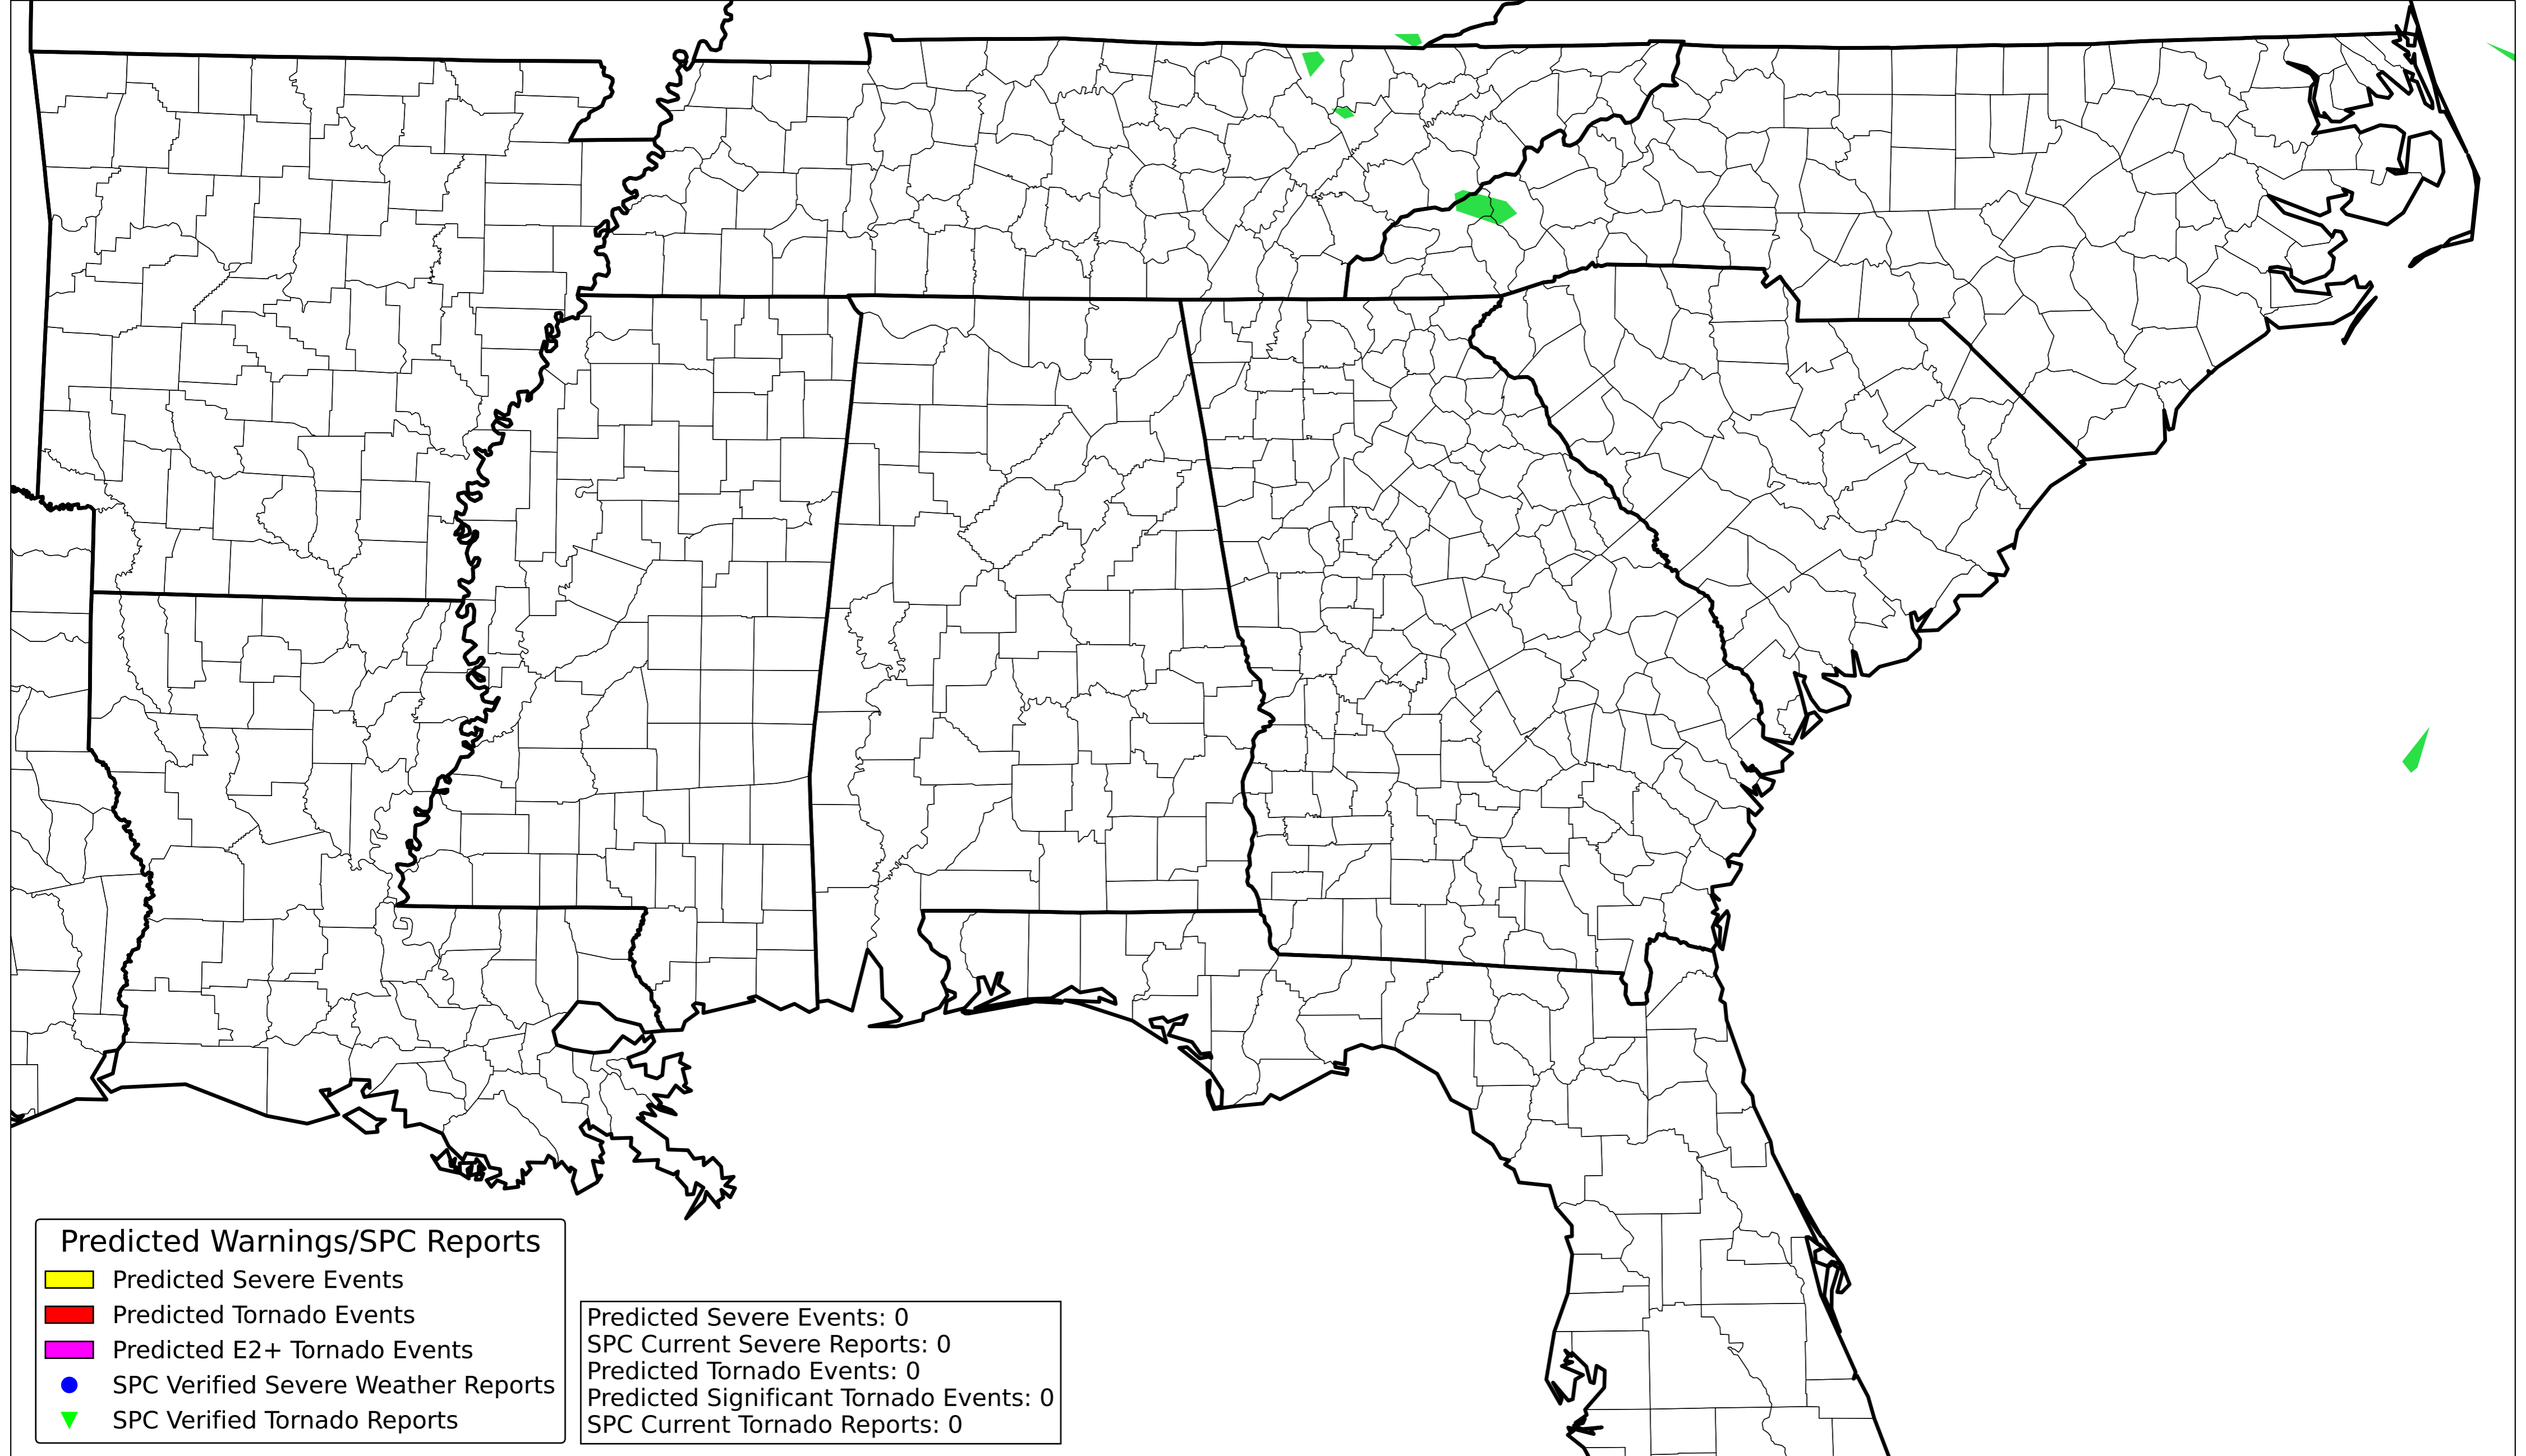 Predicted Warnings/SPC Reports
Predicted Severe Events
Predicted Tornado Events
Predicted E2+ Tornado Events
SPC Verified Severe Weather Reports
SPC Verified Tornado Reports
Predicted Severe Events: 0
SPC Current Severe Reports: 0
Predicted Tornado Events: 0
Predicted Significant Tornado Events: 0
SPC Current Tornado Reports: 0